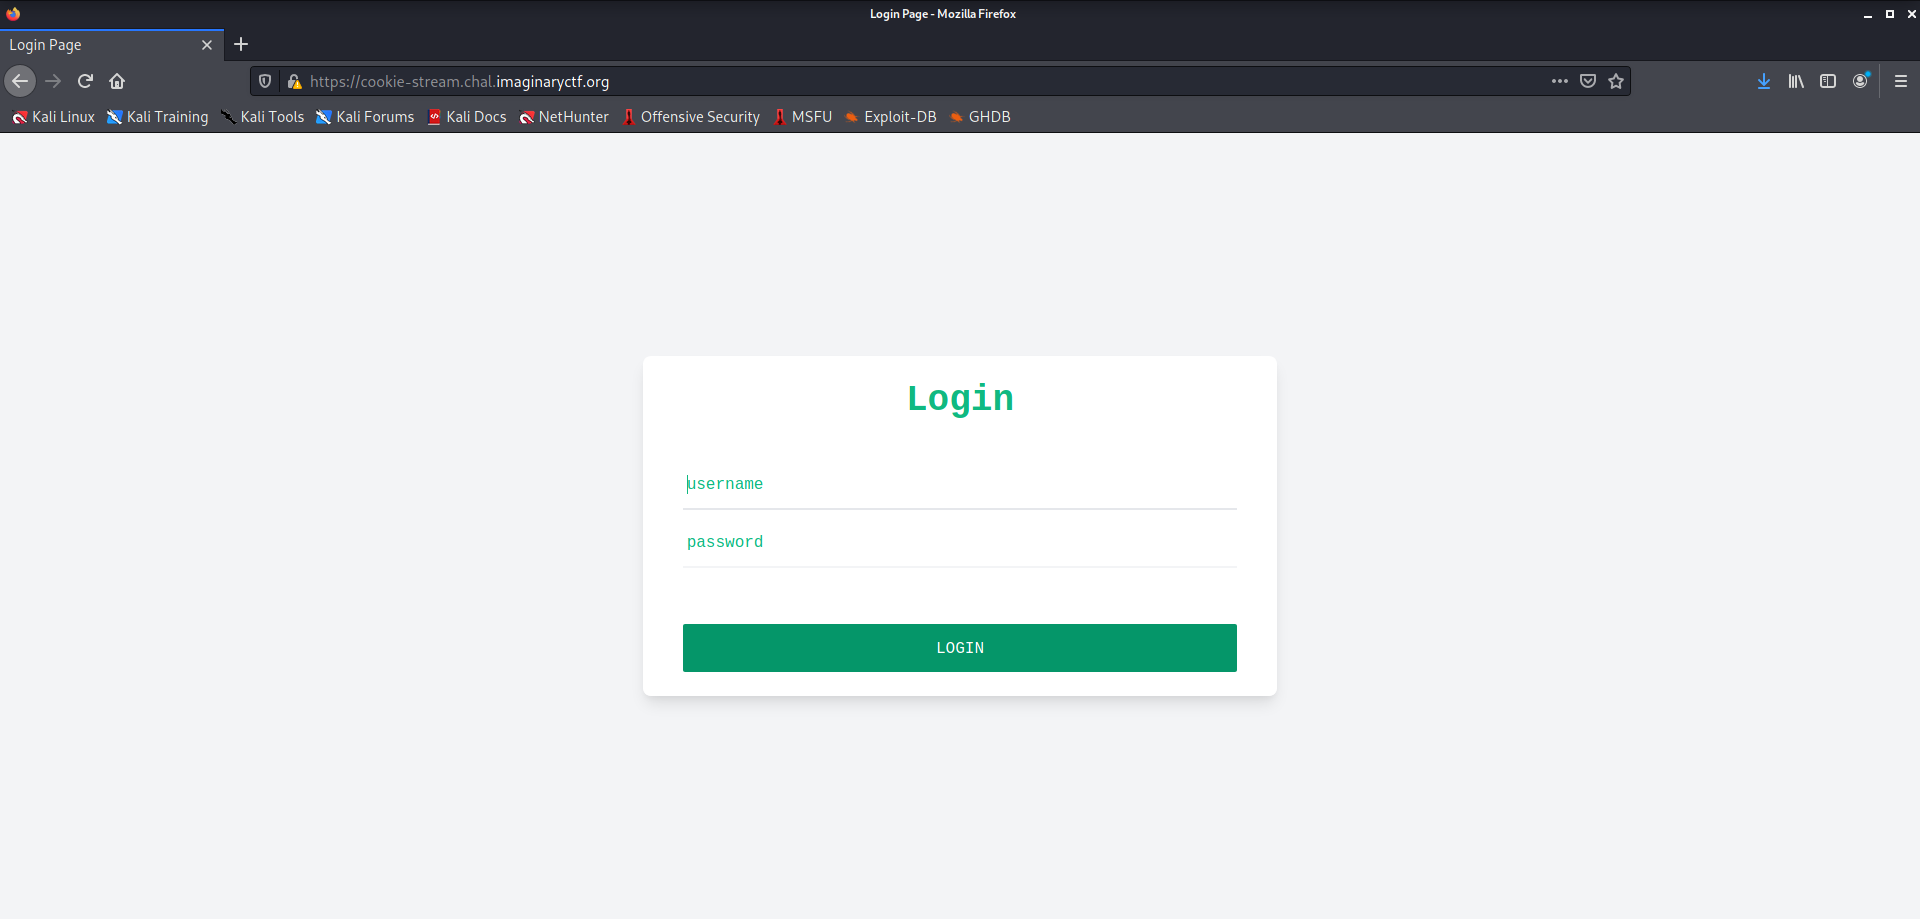 Login Page - Mozilla Firefox
Login Page
https://cookie-stream.chal.imaginaryctf.org
Kali Linux Kali Training Kali Tools Kali Forums Kali Docs NetHunter Offensive Security MSFU Exploit-DB GHDB
Login
username
password
LOGIN